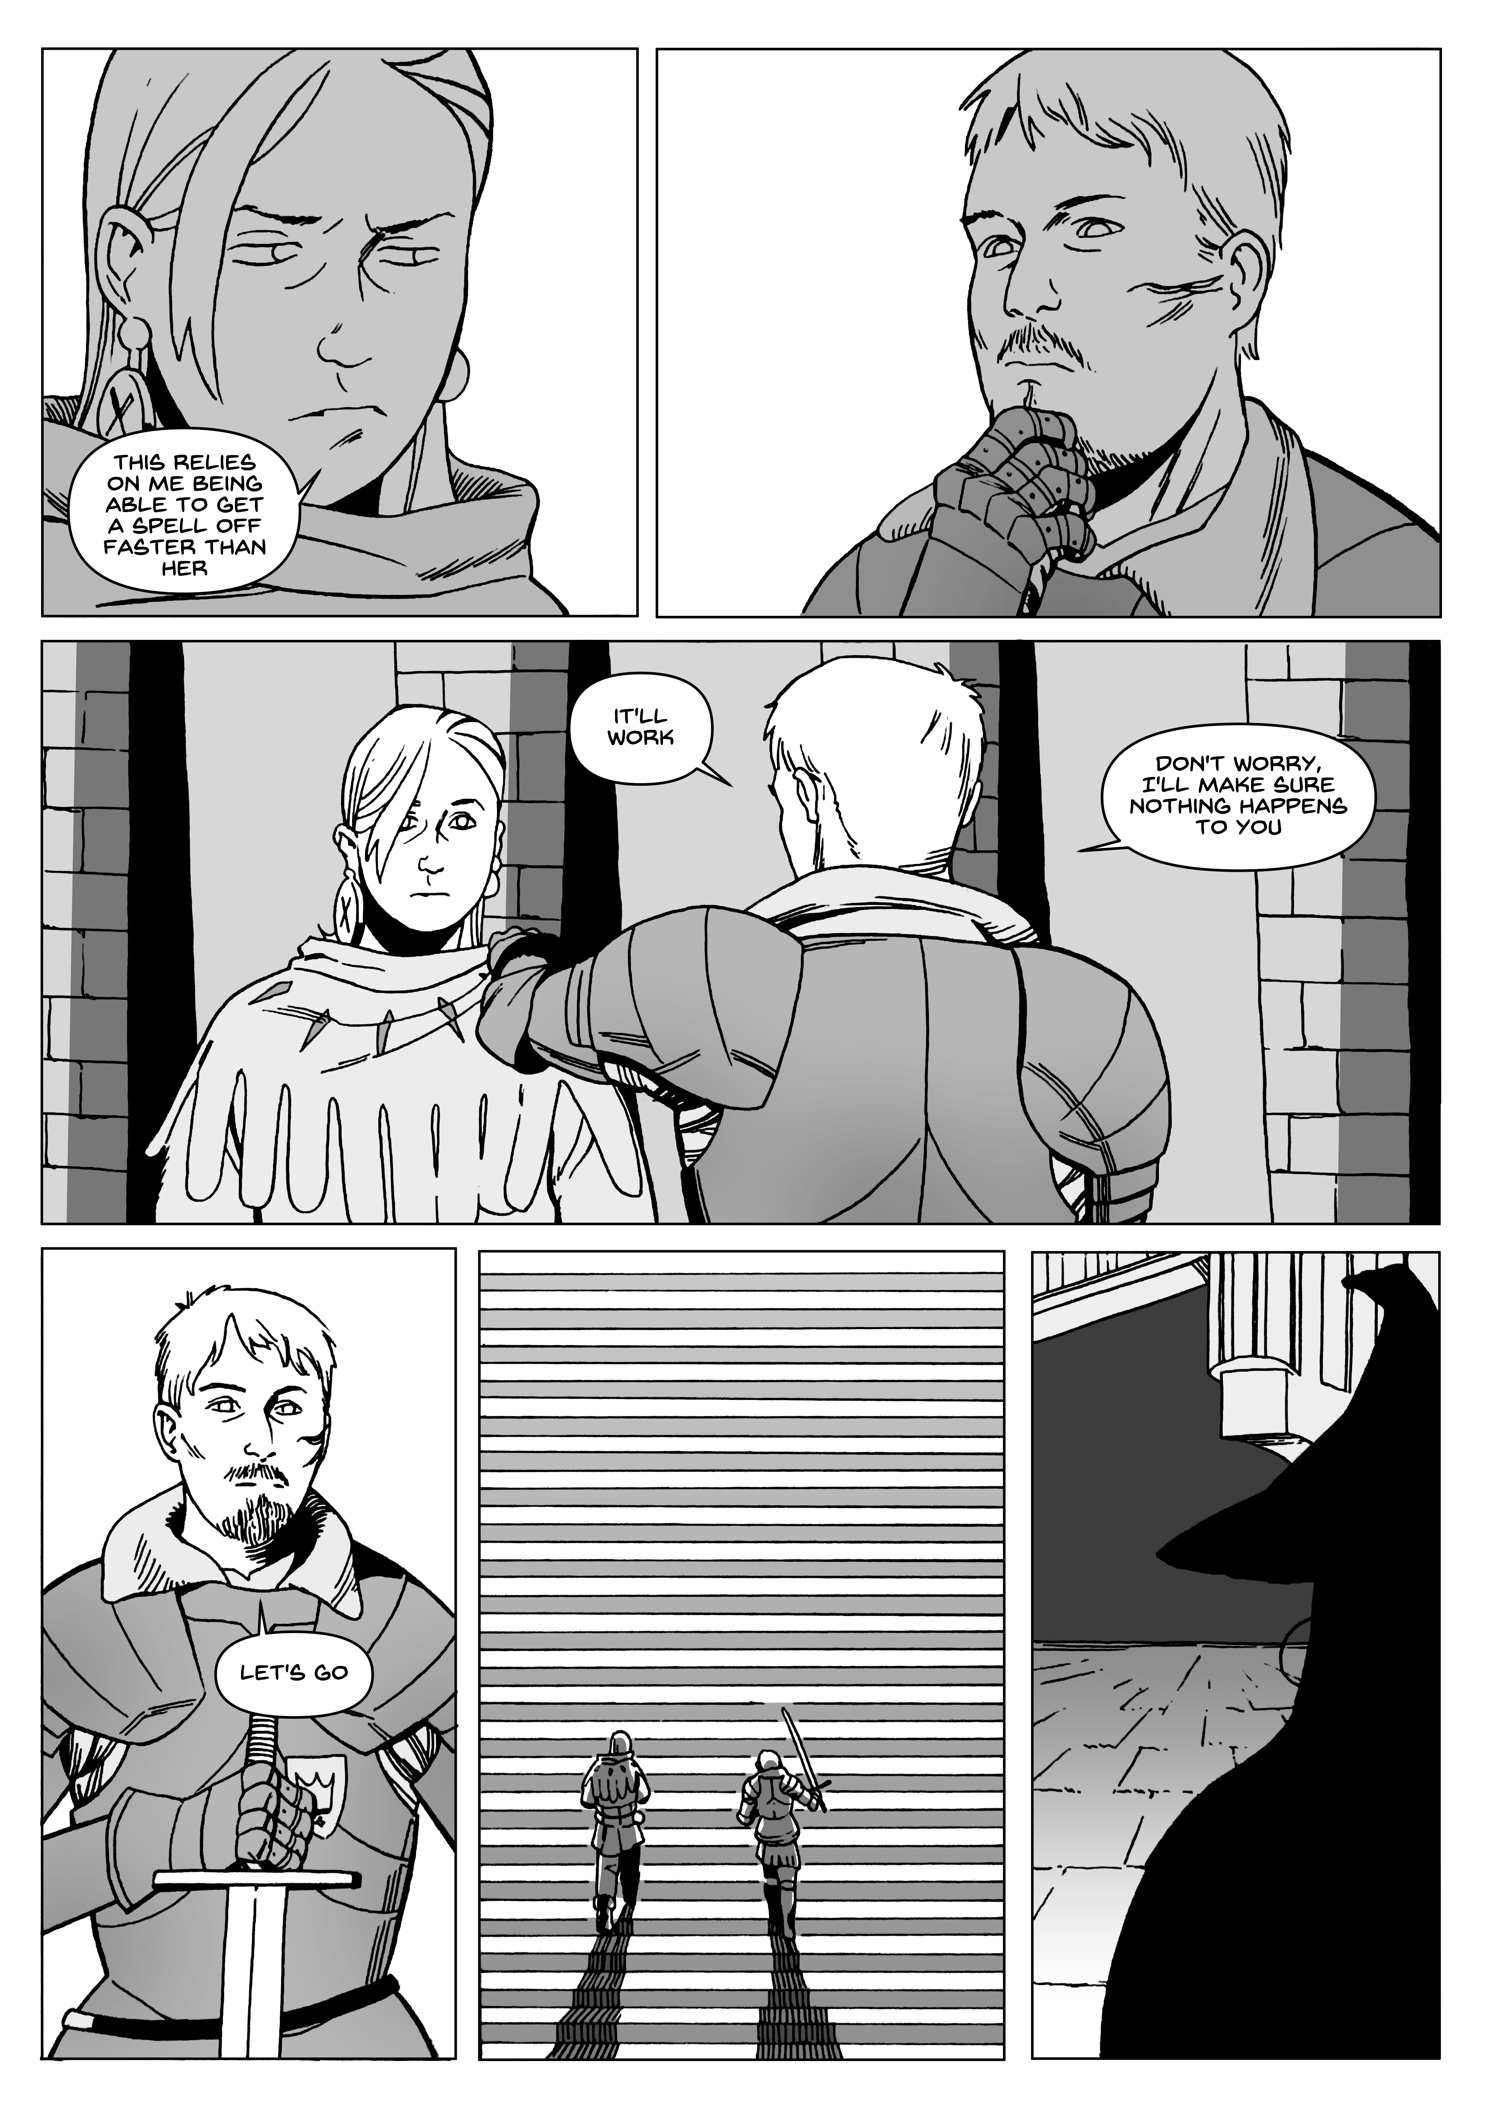 THIS RELIES
ON ME BEING
ABLE TO GET
A SPELL OFF
FASTER THAN
HER
IT'LL
WORK
DON'T WORRY,
I'LL MAKE SURE
NOTHING HAPPENS
TO YOU
LET'S GO